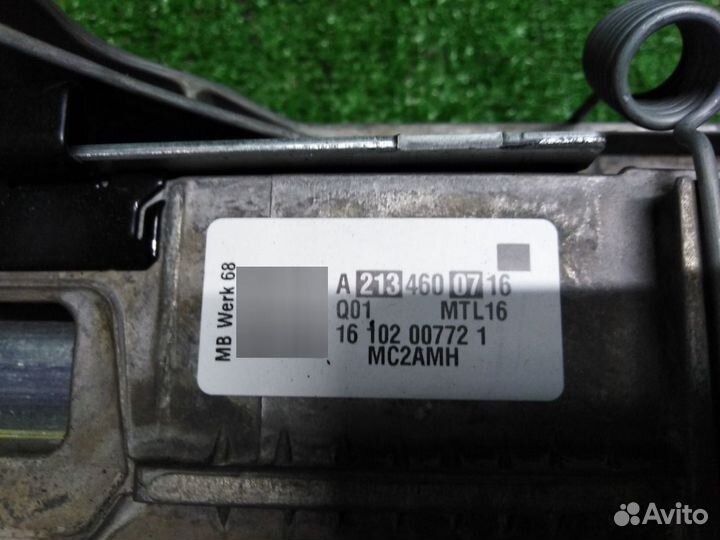 MB Werk 68
A 213 460 07 16
Q01, MTL16
16 102 00772 1
MC2AMH
Avito